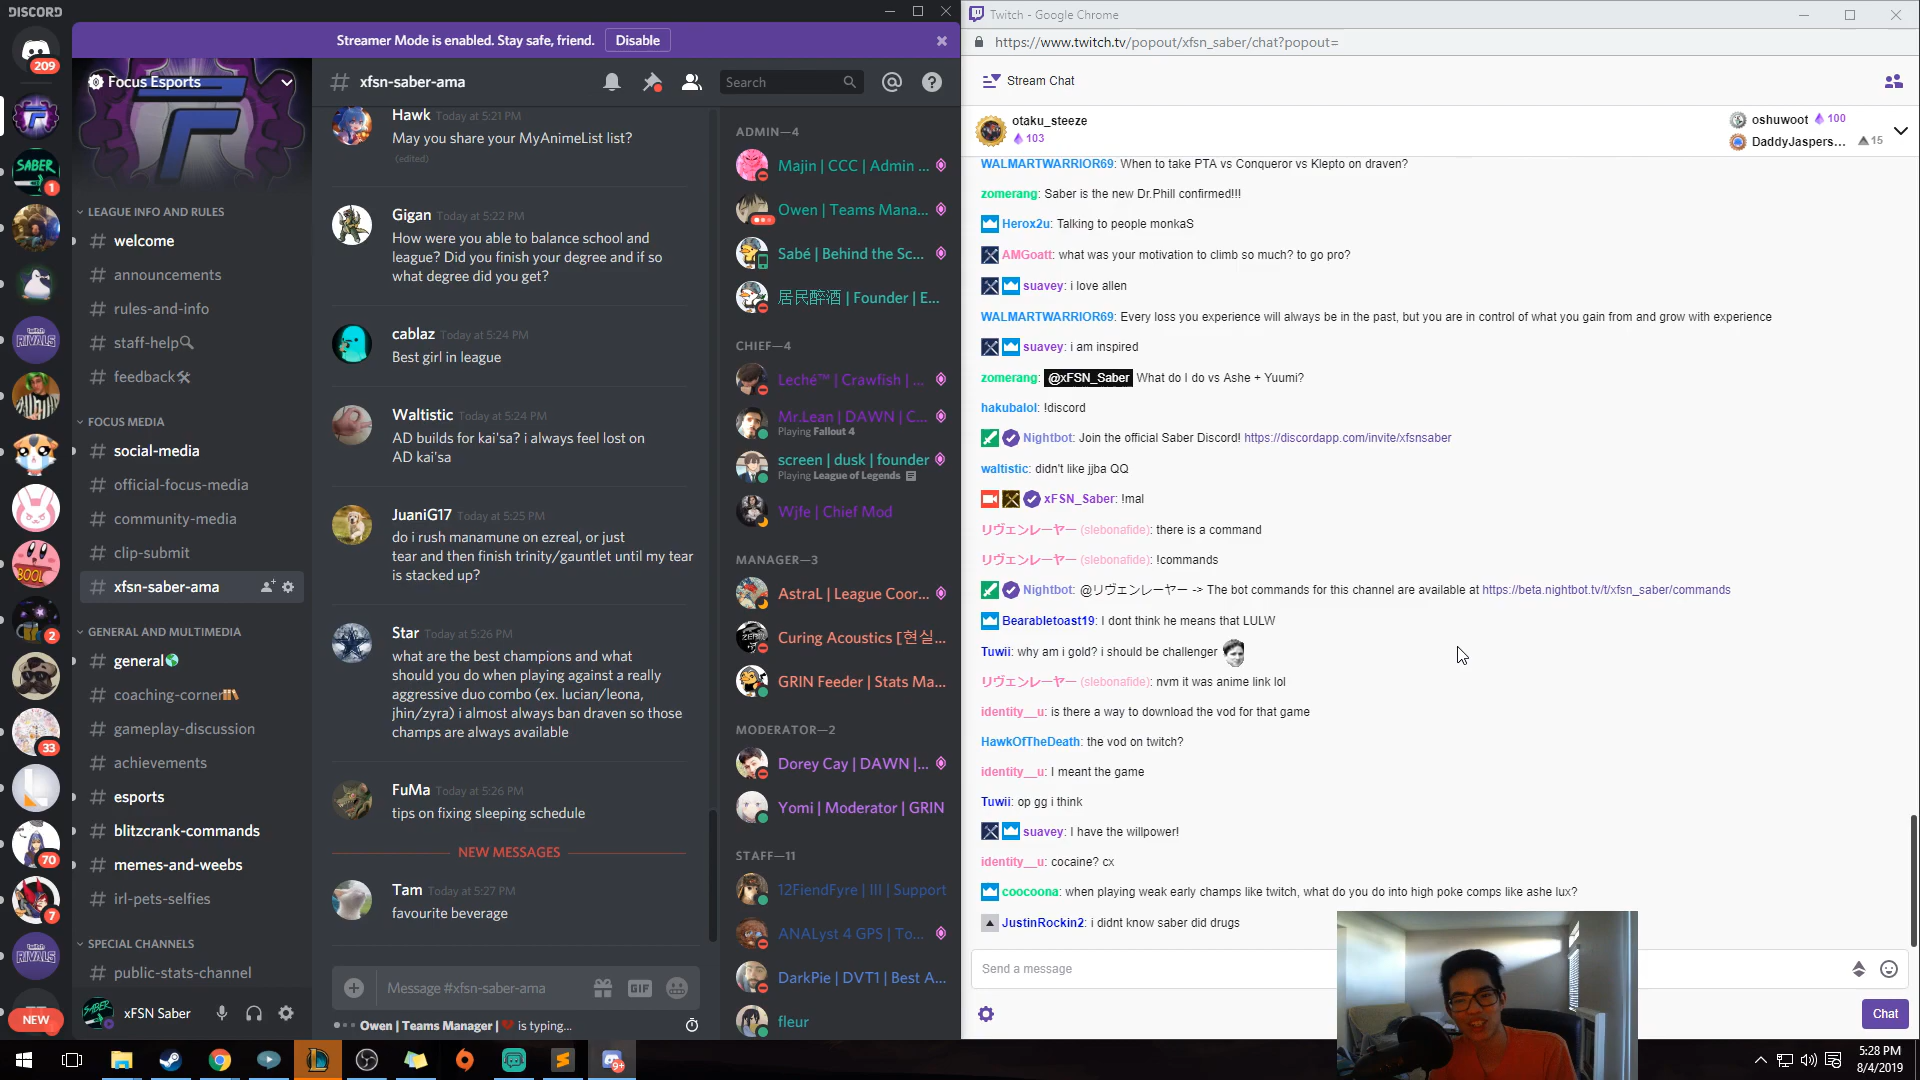 DISCORD
209
SABER
1
TWITCH
RIVALS
BOOL
2
33
70
7
TWITCH
RIVALS
NEW
Streamer Mode is enabled. Stay safe, friend.
Disable
Focus Esports
LEAGUE INFO AND RULES
# welcome
# announcements
# rules-and-info
# staff-help🔍
# feedback🛠
FOCUS MEDIA
# social-media
# official-focus-media
# community-media
# clip-submit
# xfsn-saber-ama
GENERAL AND MULTIMEDIA
# general🌎
# coaching-corner
# gameplay-discussion
# achievements
# esports
# blitzcrank-commands
# memes-and-weebs
# irl-pets-selfies
SPECIAL CHANNELS
# public-stats-channel
SABER
xFSN Saber
# xfsn-saber-ama
Search
Hawk Today at 5:21 PM
May you share your MyAnimeList list?
(edited)
Gigan Today at 5:22 PM
How were you able to balance school and
league? Did you finish your degree and if so
what degree did you get?
cablaz Today at 5:24 PM
Best girl in league
Waltistic Today at 5:24 PM
AD builds for kai'sa? i always feel lost on
AD kai'sa
JuaniG17 Today at 5:25 PM
do i rush manamune on ezreal, or just
tear and then finish trinity/gauntlet until my tear
is stacked up?
Star Today at 5:26 PM
what are the best champions and what
should you do when playing against a really
aggressive duo combo (ex. lucian/leona,
jhin/zyra) i almost always ban draven so those
champs are always available
FuMa Today at 5:26 PM
tips on fixing sleeping schedule
NEW MESSAGES
Tam Today at 5:27 PM
favourite beverage
Message #xfsn-saber-ama
GIF
Owen | Teams Manager | ❤ is typing...
ADMIN—4
Majin | CCC | Admin ...
Owen | Teams Mana...
Sabé | Behind the Sc...
居民醉酒 | Founder | E...
CHIEF—4
Leché™ | Crawfish | ...
Mr.Lean | DAWN | C...
Playing Fallout 4
screen | dusk | founder
Playing League of Legends
Wjfe | Chief Mod
MANAGER—3
AstraL | League Coor...
Curing Acoustics [현실...
GRIN Feeder | Stats Ma...
MODERATOR—2
Dorey Cay | DAWN |...
Yomi | Moderator | GRIN
STAFF—11
12FiendFyre | III | Support
ANALyst 4 GPS | To...
DarkPie | DVT1 | Best A...
fleur
Twitch - Google Chrome
https://www.twitch.tv/popout/xfsn_saber/chat?popout=
Stream Chat
otaku_steeze
103
oshuwoot 100
DaddyJaspers... 15
WALMARTWARRIOR69: When to take PTA vs Conqueror vs Klepto on draven?
zomerang: Saber is the new Dr.Phill confirmed!!!
Herox2u: Talking to people monkaS
AMGoatt: what was your motivation to climb so much? to go pro?
suavey: i love allen
WALMARTWARRIOR69: Every loss you experience will always be in the past, but you are in control of what you gain from and grow with experience
suavey: i am inspired
zomerang: @xFSN_Saber What do I do vs Ashe + Yuumi?
hakubalol: !discord
Nightbot: Join the official Saber Discord! https://discordapp.com/invite/xfsnsaber
waltistic: didn't like jjba QQ
xFSN_Saber: !mal
リヴェンレーヤー (slebonafide): there is a command
リヴェンレーヤー (slebonafide): !commands
Nightbot: @リヴェンレーヤー -> The bot commands for this channel are available at https://beta.nightbot.tv/t/xfsn_saber/commands
Bearabletoast19: I dont think he means that LULW
Tuwii: why am i gold? i should be challenger
リヴェンレーヤー (slebonafide): nvm it was anime link lol
identity__u: is there a way to download the vod for that game
HawkOfTheDeath: the vod on twitch?
identity__u: I meant the game
Tuwii: op gg i think
suavey: I have the willpower!
identity__u: cocaine? cx
coocoona: when playing weak early champs like twitch, what do you do into high poke comps like ashe lux?
JustinRockin2: i didnt know saber did drugs
Send a message
Chat
9+
5:28 PM
8/4/2019